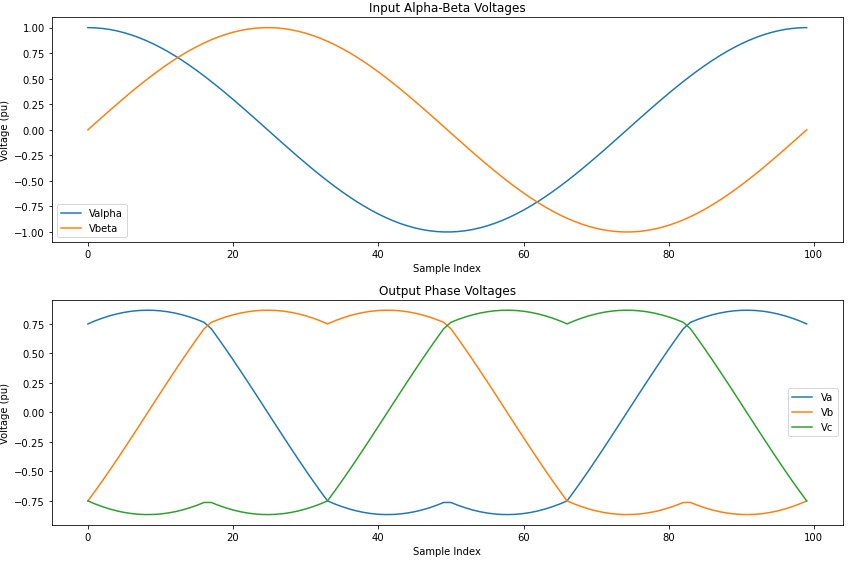 Input Alpha-Beta Voltages
1.00
0.75
0.50
0.25
0.00
−0.25
−0.50
−0.75
−1.00
Voltage (pu)
Valpha
Vbeta
0
20
40
60
80
100
Sample Index
Output Phase Voltages
0.75
0.50
0.25
0.00
−0.25
−0.50
−0.75
Voltage (pu)
Va
Vb
Vc
0
20
40
60
80
100
Sample Index